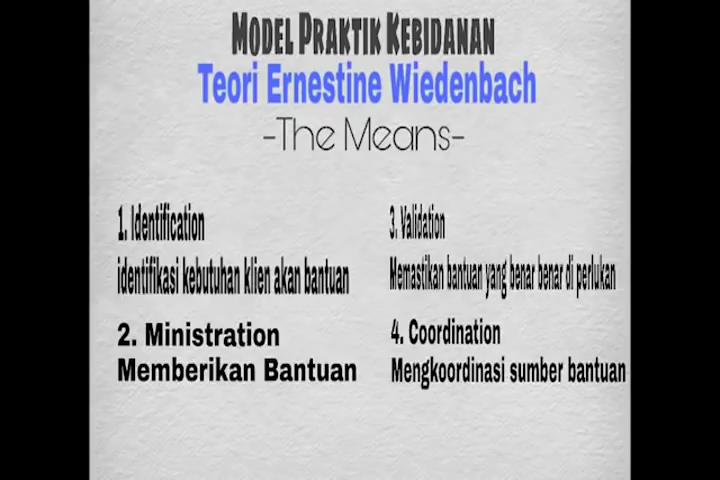 MODEL PRAKTIK KEBIDANAN
Teori Ernestine Wiedenbach
-The Means-
1. Identification
identifikasi kebutuhan klien akan bantuan
2. Ministration
Memberikan Bantuan
3. Validation
Memastikan bantuan yang benar benar di perlukan
4. Coordination
Mengkoordinasi sumber bantuan